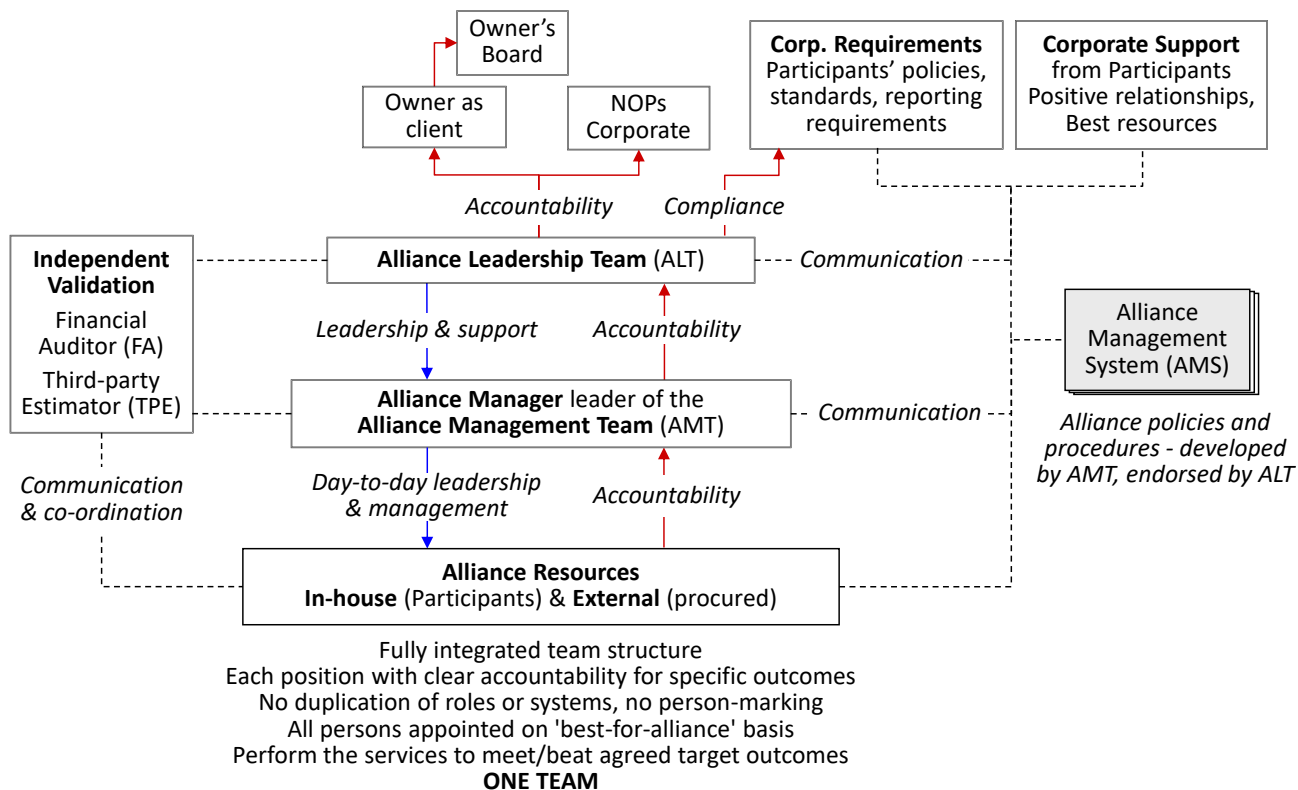 Owner’s
Board
Owner as
client
NOPs
Corporate
Corp. Requirements
Participants’ policies,
standards, reporting
requirements
Corporate Support
from Participants
Positive relationships,
Best resources
Accountability
Compliance
Independent
Validation
Financial
Auditor (FA)
Third-party
Estimator (TPE)
Alliance Leadership Team (ALT)
Communication
Leadership & support
Accountability
Alliance
Management
System (AMS)
Alliance Manager leader of the
Alliance Management Team (AMT)
Communication
Alliance policies and
procedures - developed
by AMT, endorsed by ALT
Communication
& co-ordination
Day-to-day leadership
& management
Accountability
Alliance Resources
In-house (Participants) & External (procured)
Fully integrated team structure
Each position with clear accountability for specific outcomes
No duplication of roles or systems, no person-marking
All persons appointed on 'best-for-alliance' basis
Perform the services to meet/beat agreed target outcomes
ONE TEAM